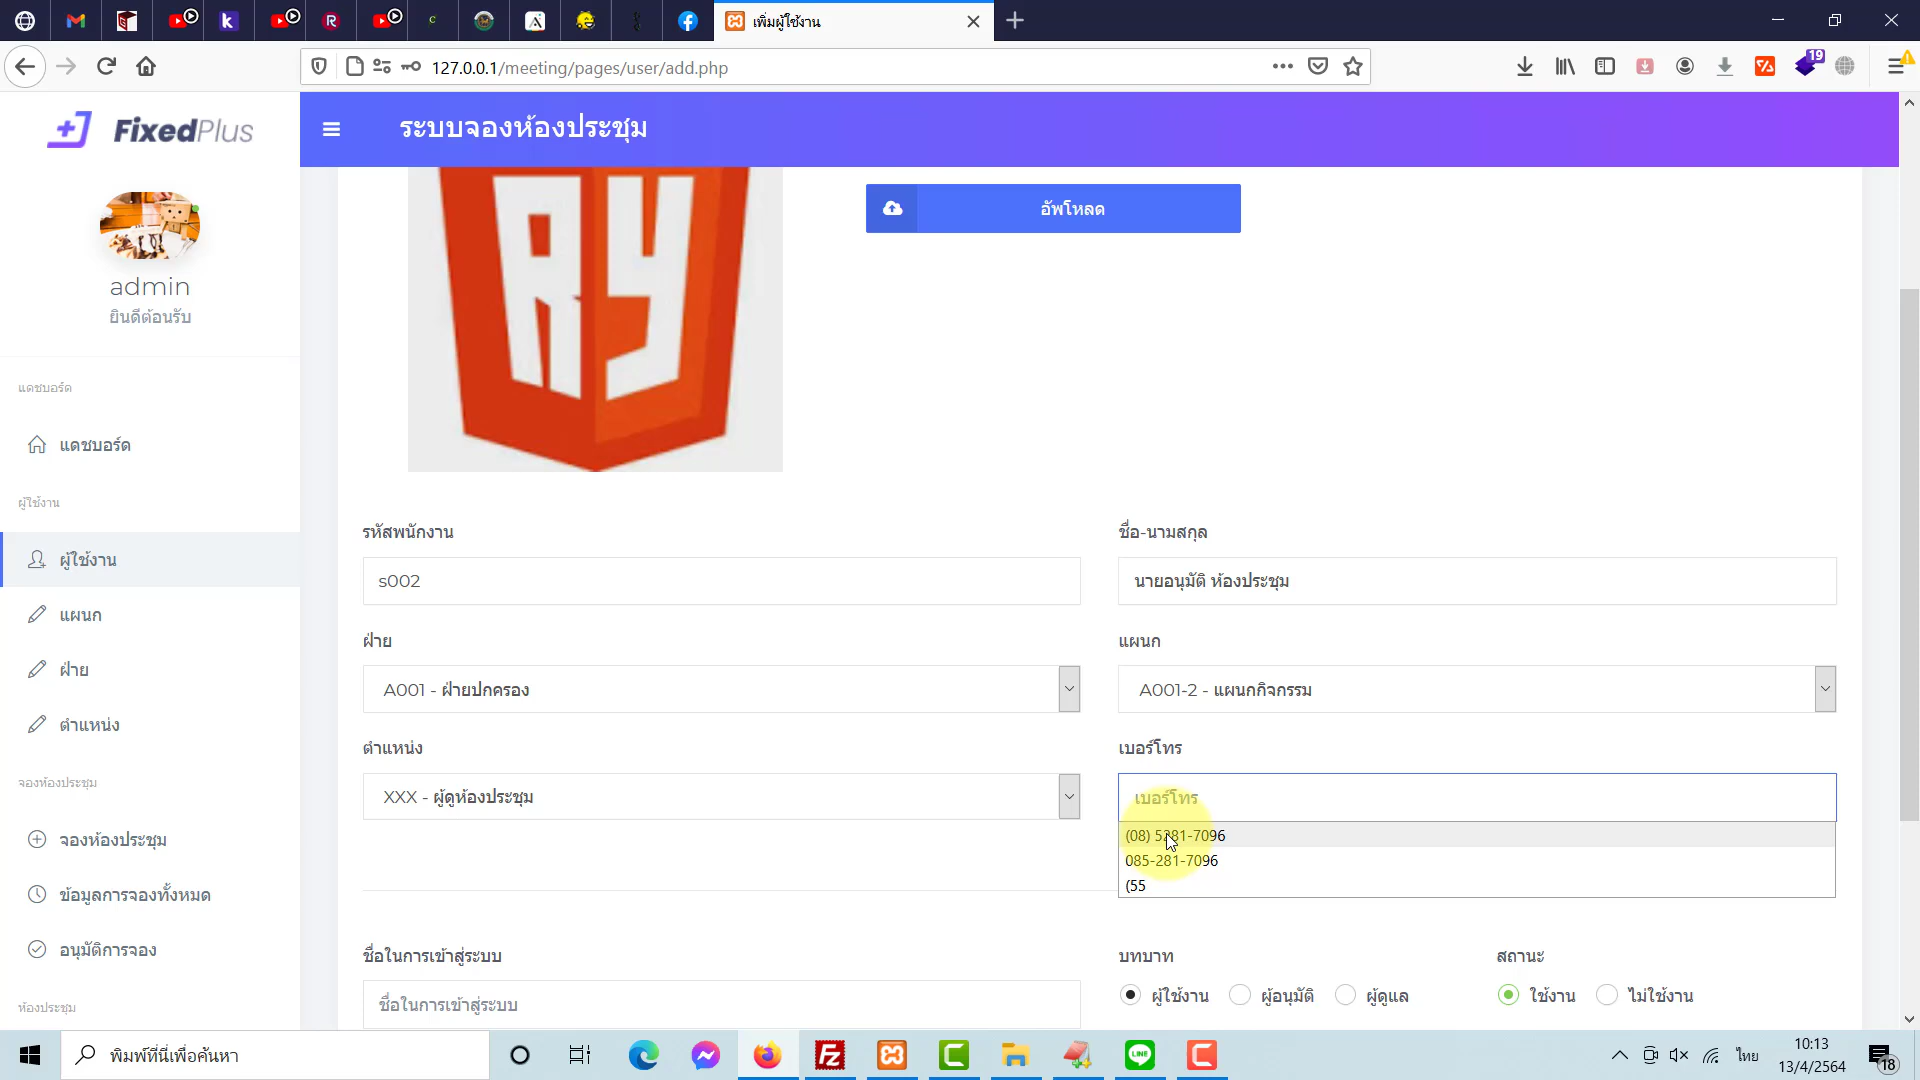 เพิ่มผู้ใช้งาน
127.0.0.1/meeting/pages/user/add.php
19
FixedPlus
ระบบจองห้องประชุม
อัพโหลด
admin
ยินดีต้อนรับ
แดชบอร์ด
แดชบอร์ด
ผู้ใช้งาน
ผู้ใช้งาน
แผนก
ฝ่าย
ตำแหน่ง
จองห้องประชุม
จองห้องประชุม
ข้อมูลการจองทั้งหมด
อนุมัติการจอง
ห้องประชุม
รหัสพนักงาน
ชื่อ-นามสกุล
s002
นายอนุมัติ ห้องประชุม
ฝ่าย
แผนก
A001 - ฝ่ายปกครอง
A001-2 - แผนกกิจกรรม
ตำแหน่ง
เบอร์โทร
XXX - ผู้ดูห้องประชุม
เบอร์โทร
(08) 5281-7096
085-281-7096
(55
ชื่อในการเข้าสู่ระบบ
บทบาท
สถานะ
ชื่อในการเข้าสู่ระบบ
ผู้ใช้งาน
ผู้อนุมัติ
ผู้ดูแล
ใช้งาน
ไม่ใช้งาน
พิมพ์ที่นี่เพื่อค้นหา
ไทย
10:13
13/4/2564
18